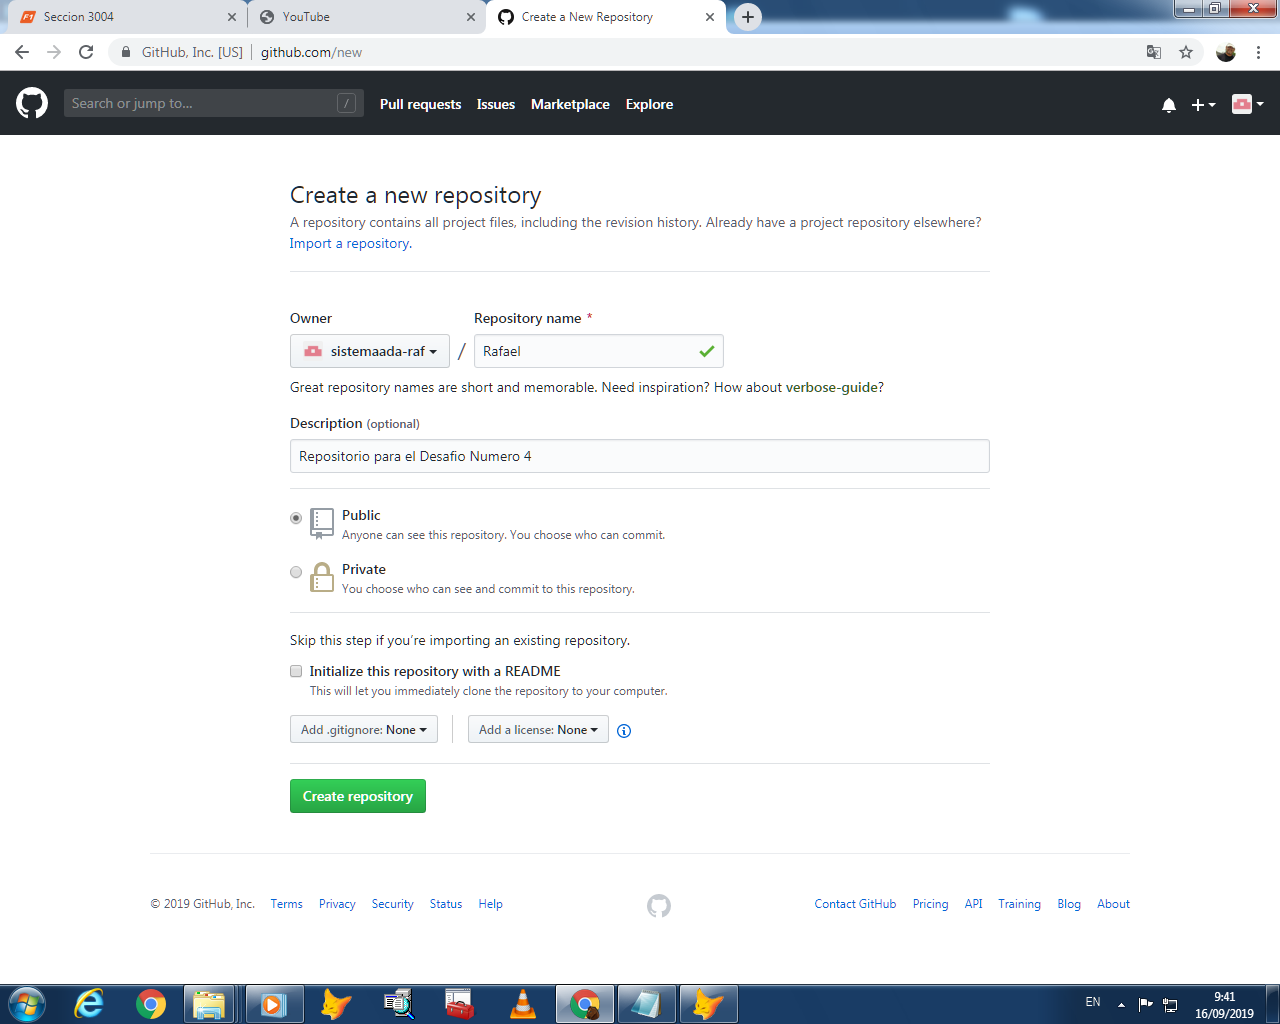 Seccion 3004
YouTube
Create a New Repository
GitHub, Inc. [US] github.com/new
Search or jump to... /
Pull requests Issues Marketplace Explore
Create a new repository
A repository contains all project files, including the revision history. Already have a project repository elsewhere?
Import a repository.
Owner
Repository name *
sistemaada-raf / Rafael
Great repository names are short and memorable. Need inspiration? How about verbose-guide?
Description (optional)
Repositorio para el Desafio Numero 4
Public
Anyone can see this repository. You choose who can commit.
Private
You choose who can see and commit to this repository.
Skip this step if you’re importing an existing repository.
Initialize this repository with a README
This will let you immediately clone the repository to your computer.
Add .gitignore: None
Add a license: None
Create repository
© 2019 GitHub, Inc. Terms Privacy Security Status Help
Contact GitHub Pricing API Training Blog About
EN
9:41
16/09/2019